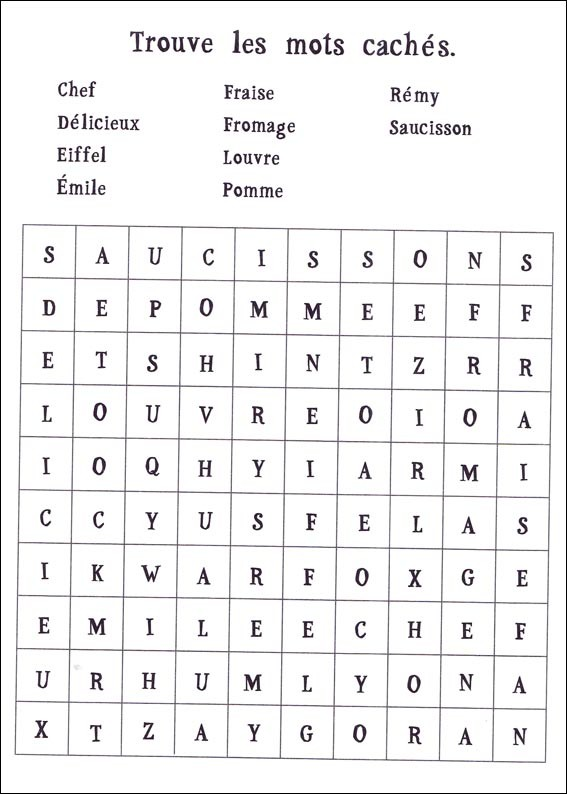 Trouve les mots cachés.
Chef Fraise Rémy
Délicieux Fromage Saucisson
Eiffel Louvre
Émile Pomme
S A U C I S S O N S
D E P O M M E E F F
E T S H I N T Z R R
L O U V R E O I O A
I O Q H Y I A R M I
C C Y U S F E L A S
I K W A R F O X G E
E M I L E E C H E F
U R H U M L Y O N A
X T Z A Y G O R A N